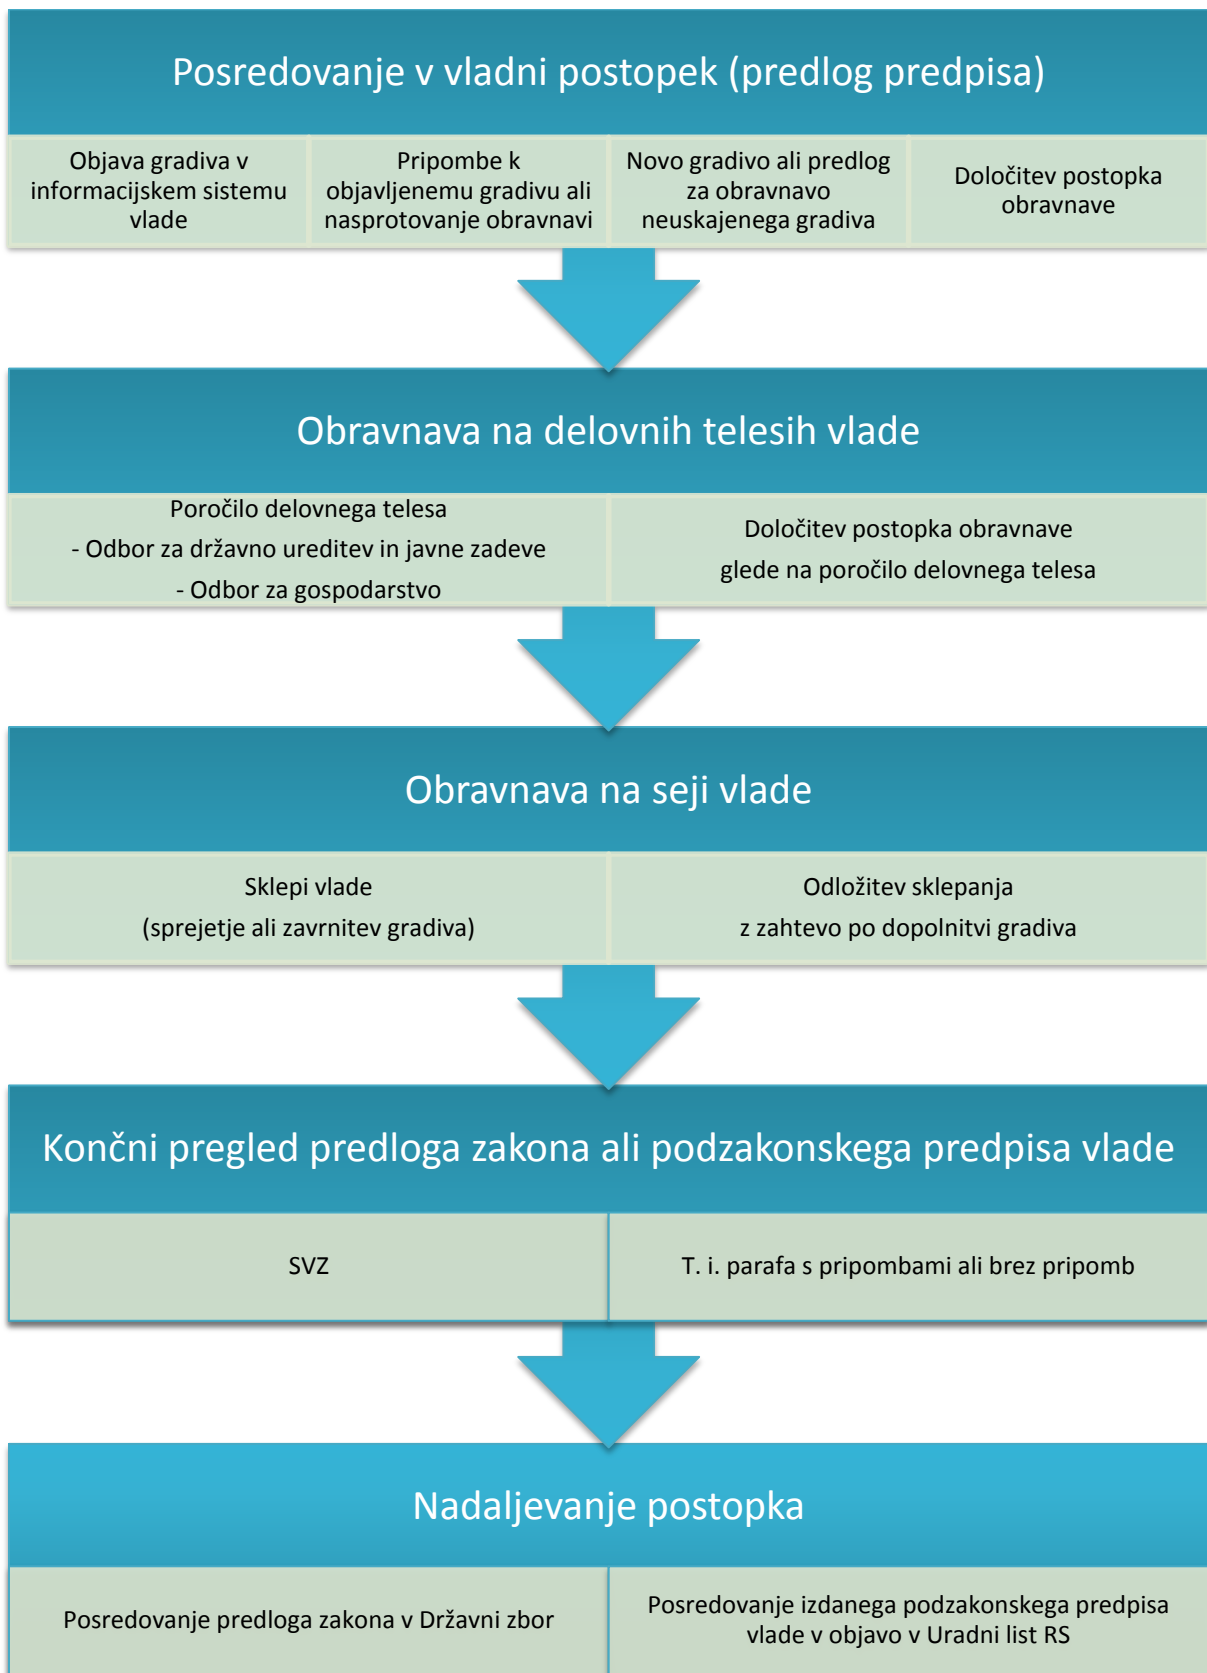 Posredovanje v vladni postopek (predlog predpisa)
Objava gradiva v
informacijskem sistemu
vlade
Pripombe k
objavljenemu gradivu ali
nasprotovanje obravnavi
Novo gradivo ali predlog
za obravnavo
neuskajenega gradiva
Določitev postopka
obravnave
Obravnava na delovnih telesih vlade
Poročilo delovnega telesa
- Odbor za državno ureditev in javne zadeve
- Odbor za gospodarstvo
Določitev postopka obravnave
glede na poročilo delovnega telesa
Obravnava na seji vlade
Sklepi vlade
(sprejetje ali zavrnitev gradiva)
Odložitev sklepanja
z zahtevo po dopolnitvi gradiva
Končni pregled predloga zakona ali podzakonskega predpisa vlade
SVZ
T. i. parafa s pripombami ali brez pripomb
Nadaljevanje postopka
Posredovanje predloga zakona v Državni zbor
Posredovanje izdanega podzakonskega predpisa
vlade v objavo v Uradni list RS